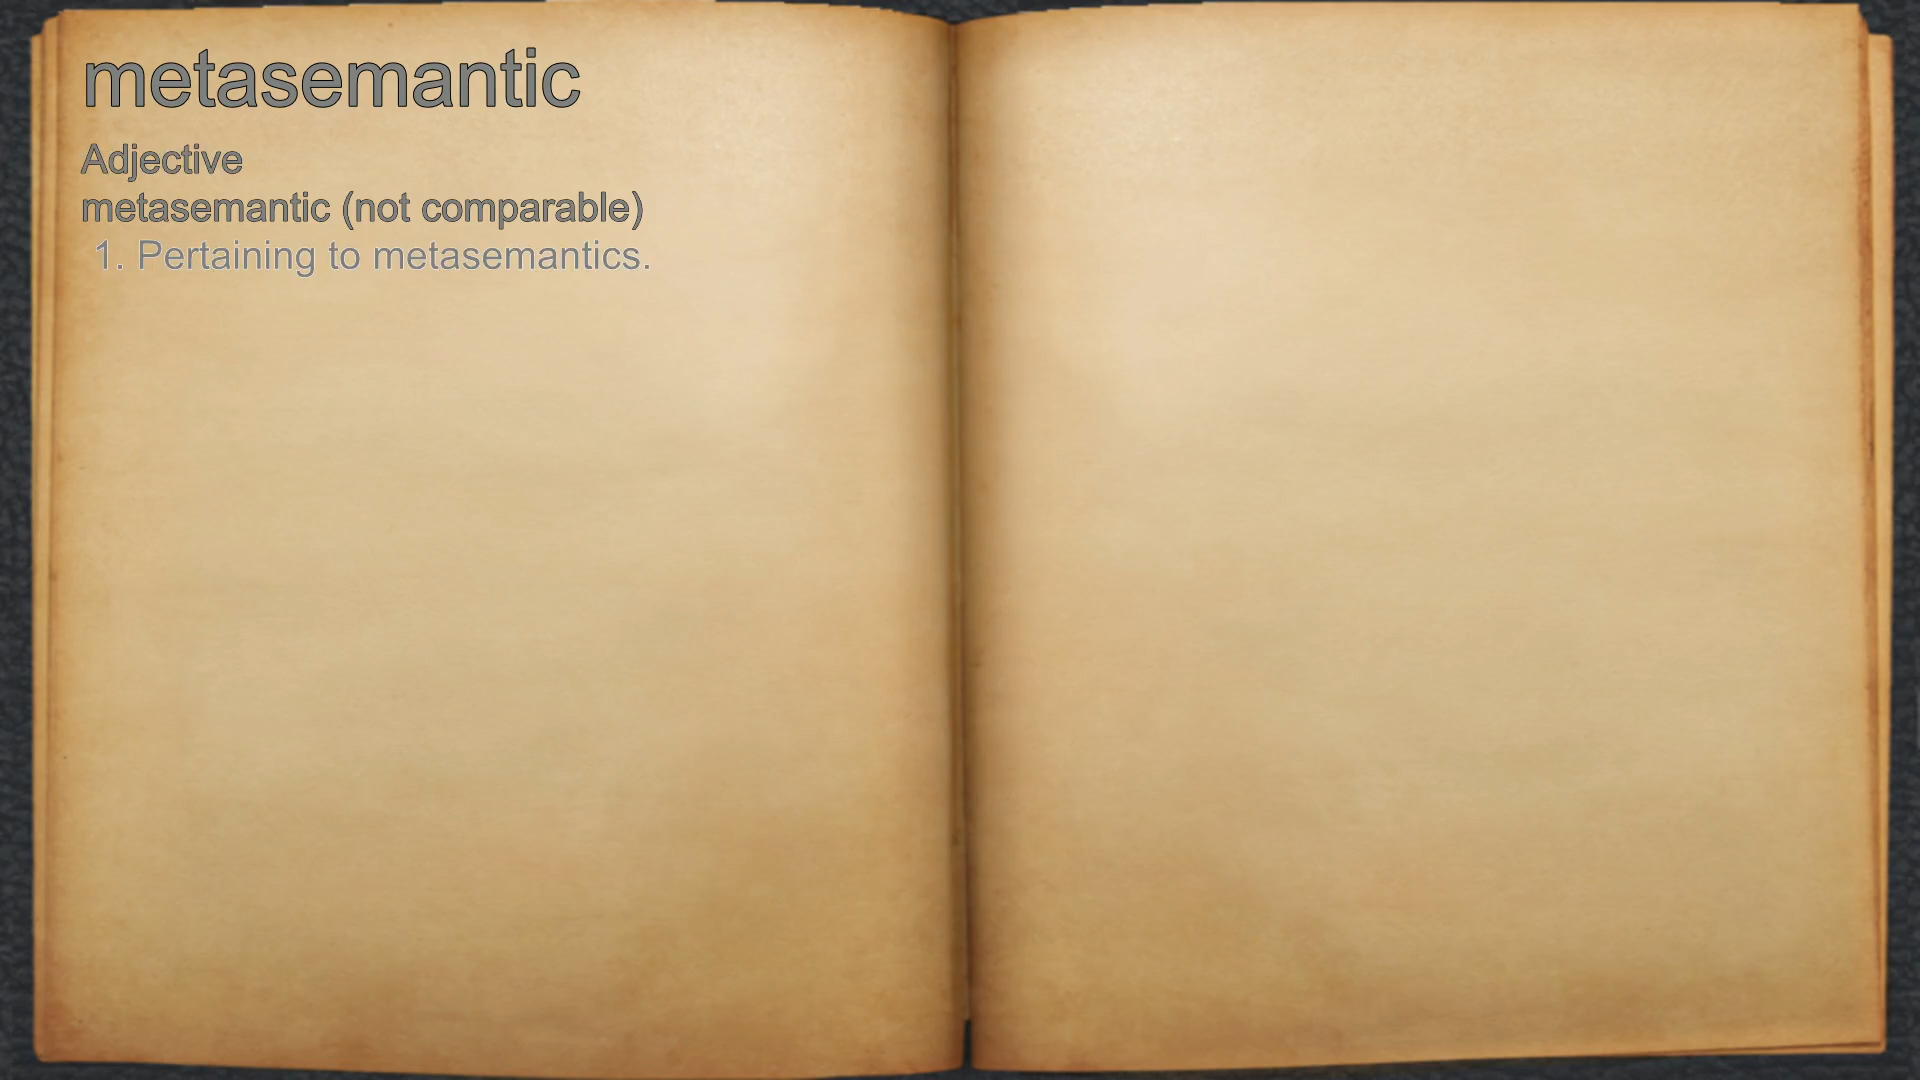 metasemantic
Adjective
metasemantic (not comparable)
1. Pertaining to metasemantics.